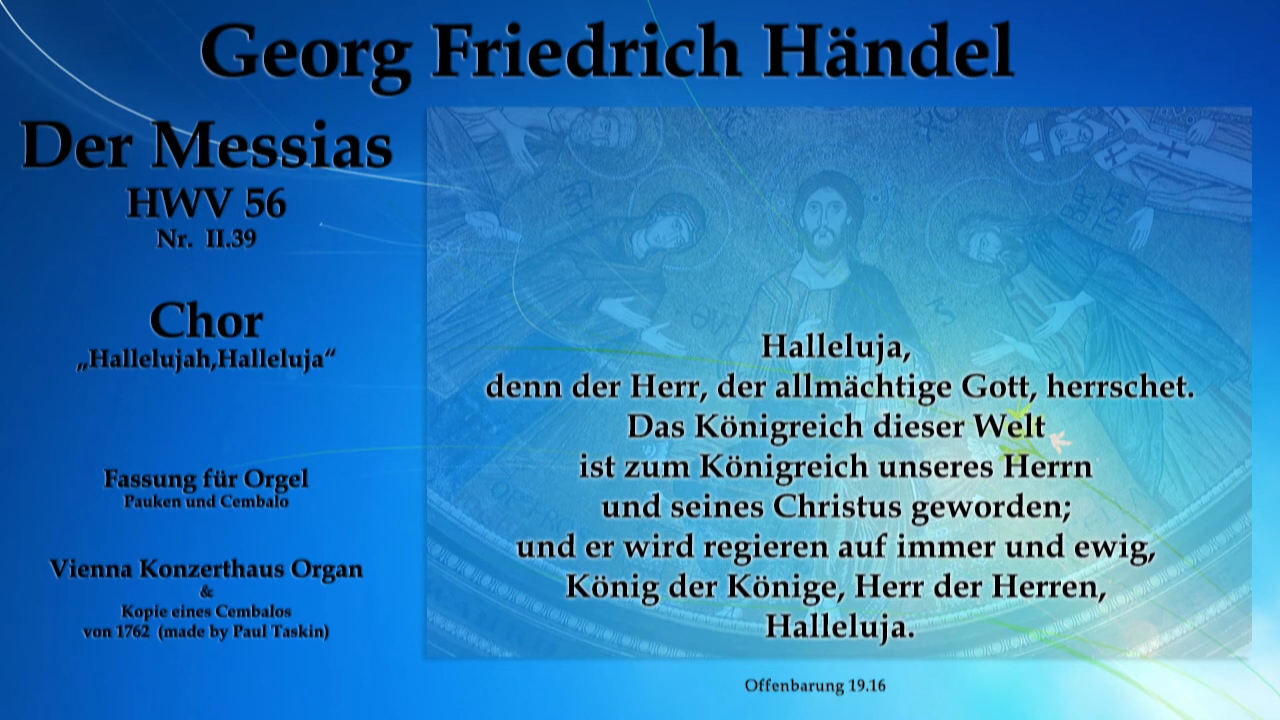 Georg Friedrich Händel
Der Messias
HWV 56
Nr. II.39
Chor
„Hallelujah,Halleluja“
Fassung für Orgel
Pauken und Cembalo
Vienna Konzerthaus Organ
&
Kopie eines Cembalos
von 1762 (made by Paul Taskin)
Halleluja,
denn der Herr, der allmächtige Gott, herrschet.
Das Königreich dieser Welt
ist zum Königreich unseres Herrn
und seines Christus geworden;
und er wird regieren auf immer und ewig,
König der Könige, Herr der Herren,
Halleluja.
Offenbarung 19.16